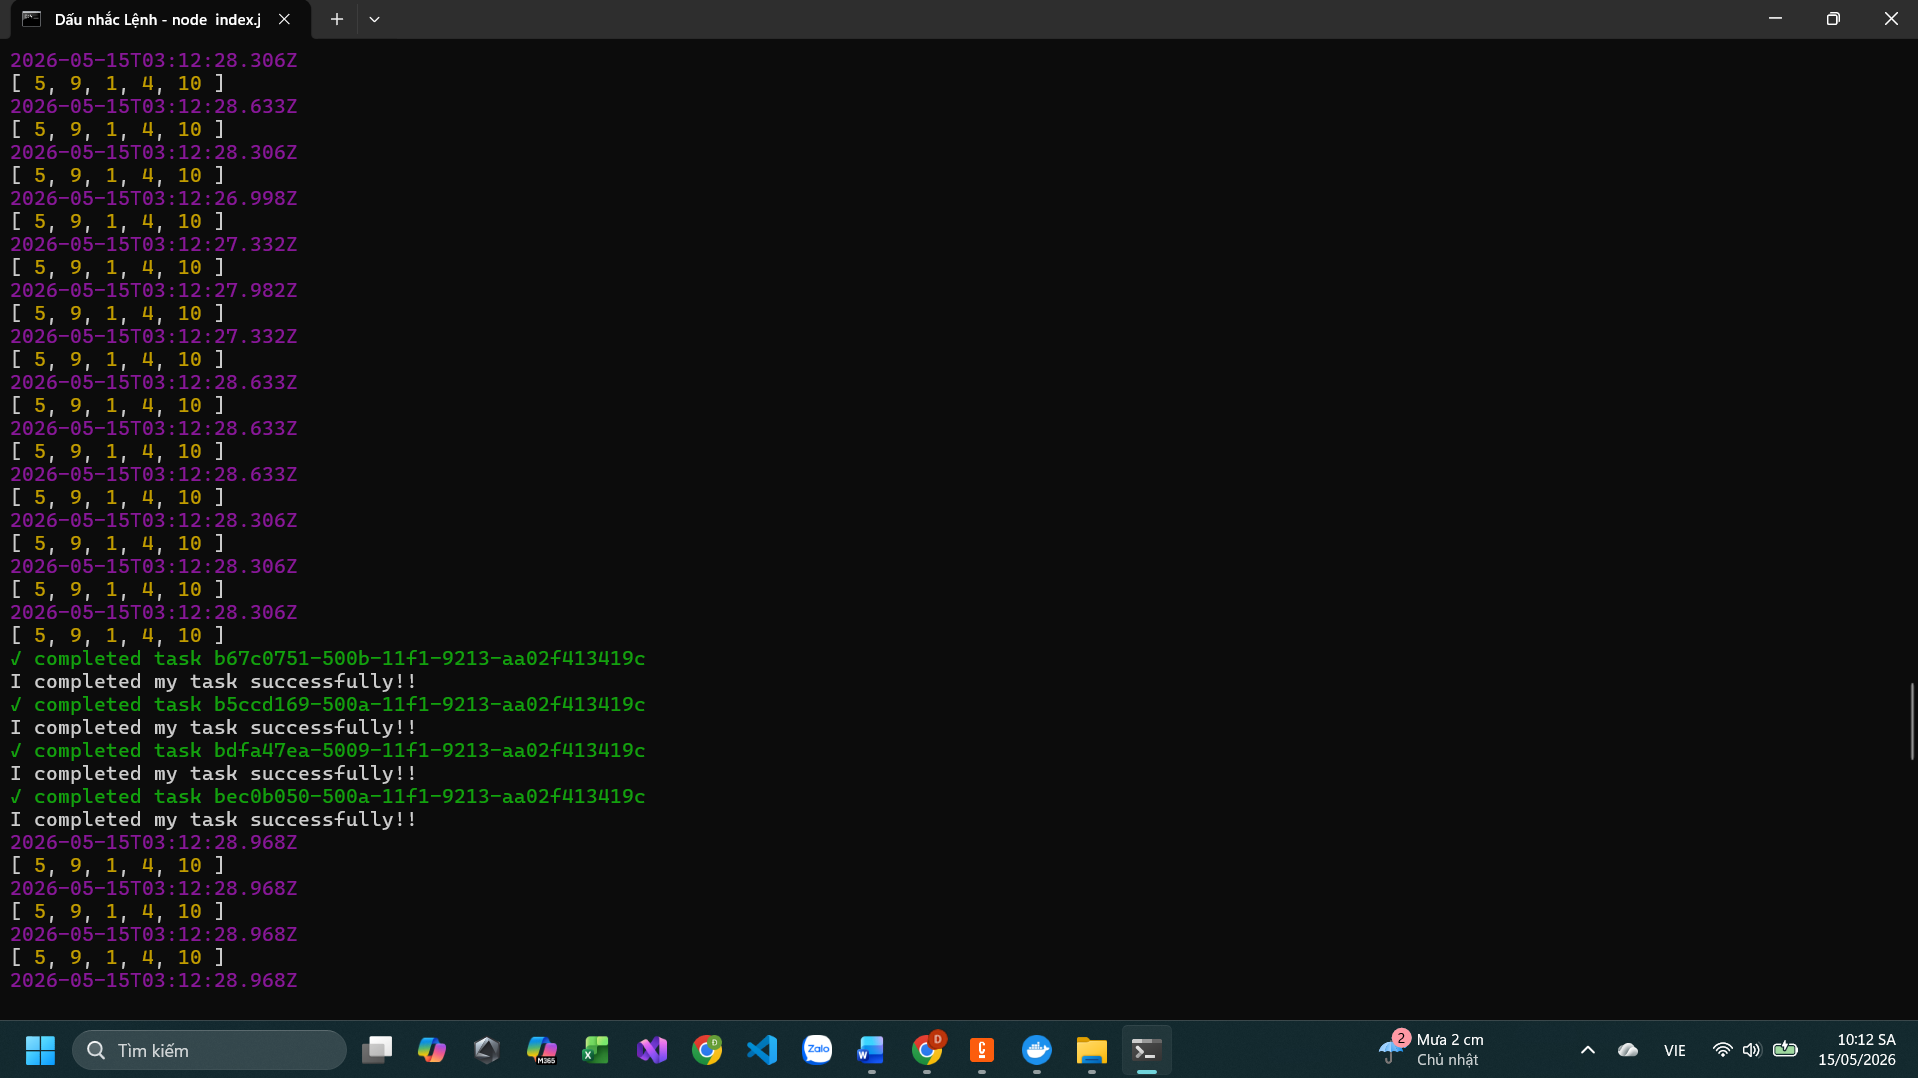 Dấu nhắc Lệnh - node  index.j
2026-05-15T03:12:28.306Z
[ 5, 9, 1, 4, 10 ]
2026-05-15T03:12:28.633Z
[ 5, 9, 1, 4, 10 ]
2026-05-15T03:12:28.306Z
[ 5, 9, 1, 4, 10 ]
2026-05-15T03:12:26.998Z
[ 5, 9, 1, 4, 10 ]
2026-05-15T03:12:27.332Z
[ 5, 9, 1, 4, 10 ]
2026-05-15T03:12:27.982Z
[ 5, 9, 1, 4, 10 ]
2026-05-15T03:12:27.332Z
[ 5, 9, 1, 4, 10 ]
2026-05-15T03:12:28.633Z
[ 5, 9, 1, 4, 10 ]
2026-05-15T03:12:28.633Z
[ 5, 9, 1, 4, 10 ]
2026-05-15T03:12:28.633Z
[ 5, 9, 1, 4, 10 ]
2026-05-15T03:12:28.306Z
[ 5, 9, 1, 4, 10 ]
2026-05-15T03:12:28.306Z
[ 5, 9, 1, 4, 10 ]
2026-05-15T03:12:28.306Z
[ 5, 9, 1, 4, 10 ]
√ completed task b67c0751-500b-11f1-9213-aa02f413419c
I completed my task successfully!!
√ completed task b5ccd169-500a-11f1-9213-aa02f413419c
I completed my task successfully!!
√ completed task bdfa47ea-5009-11f1-9213-aa02f413419c
I completed my task successfully!!
√ completed task bec0b050-500a-11f1-9213-aa02f413419c
I completed my task successfully!!
2026-05-15T03:12:28.968Z
[ 5, 9, 1, 4, 10 ]
2026-05-15T03:12:28.968Z
[ 5, 9, 1, 4, 10 ]
2026-05-15T03:12:28.968Z
[ 5, 9, 1, 4, 10 ]
2026-05-15T03:12:28.968Z
Tìm kiếm
M365
Zalo
D
2
Mưa 2 cm
Chủ nhật
VIE
10:12 SA
15/05/2026